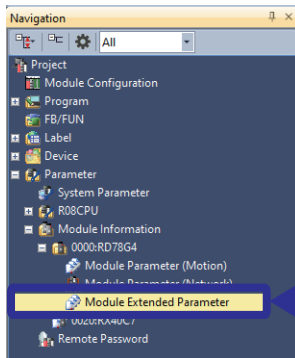 Navigation
All
Project
Module Configuration
Program
FB/FUN
Label
Device
Parameter
System Parameter
R08CPU
Module Information
0000:RD78G4
Module Parameter (Motion)
Module Parameter (Network)
Module Extended Parameter
0020:RX40C7
Remote Password